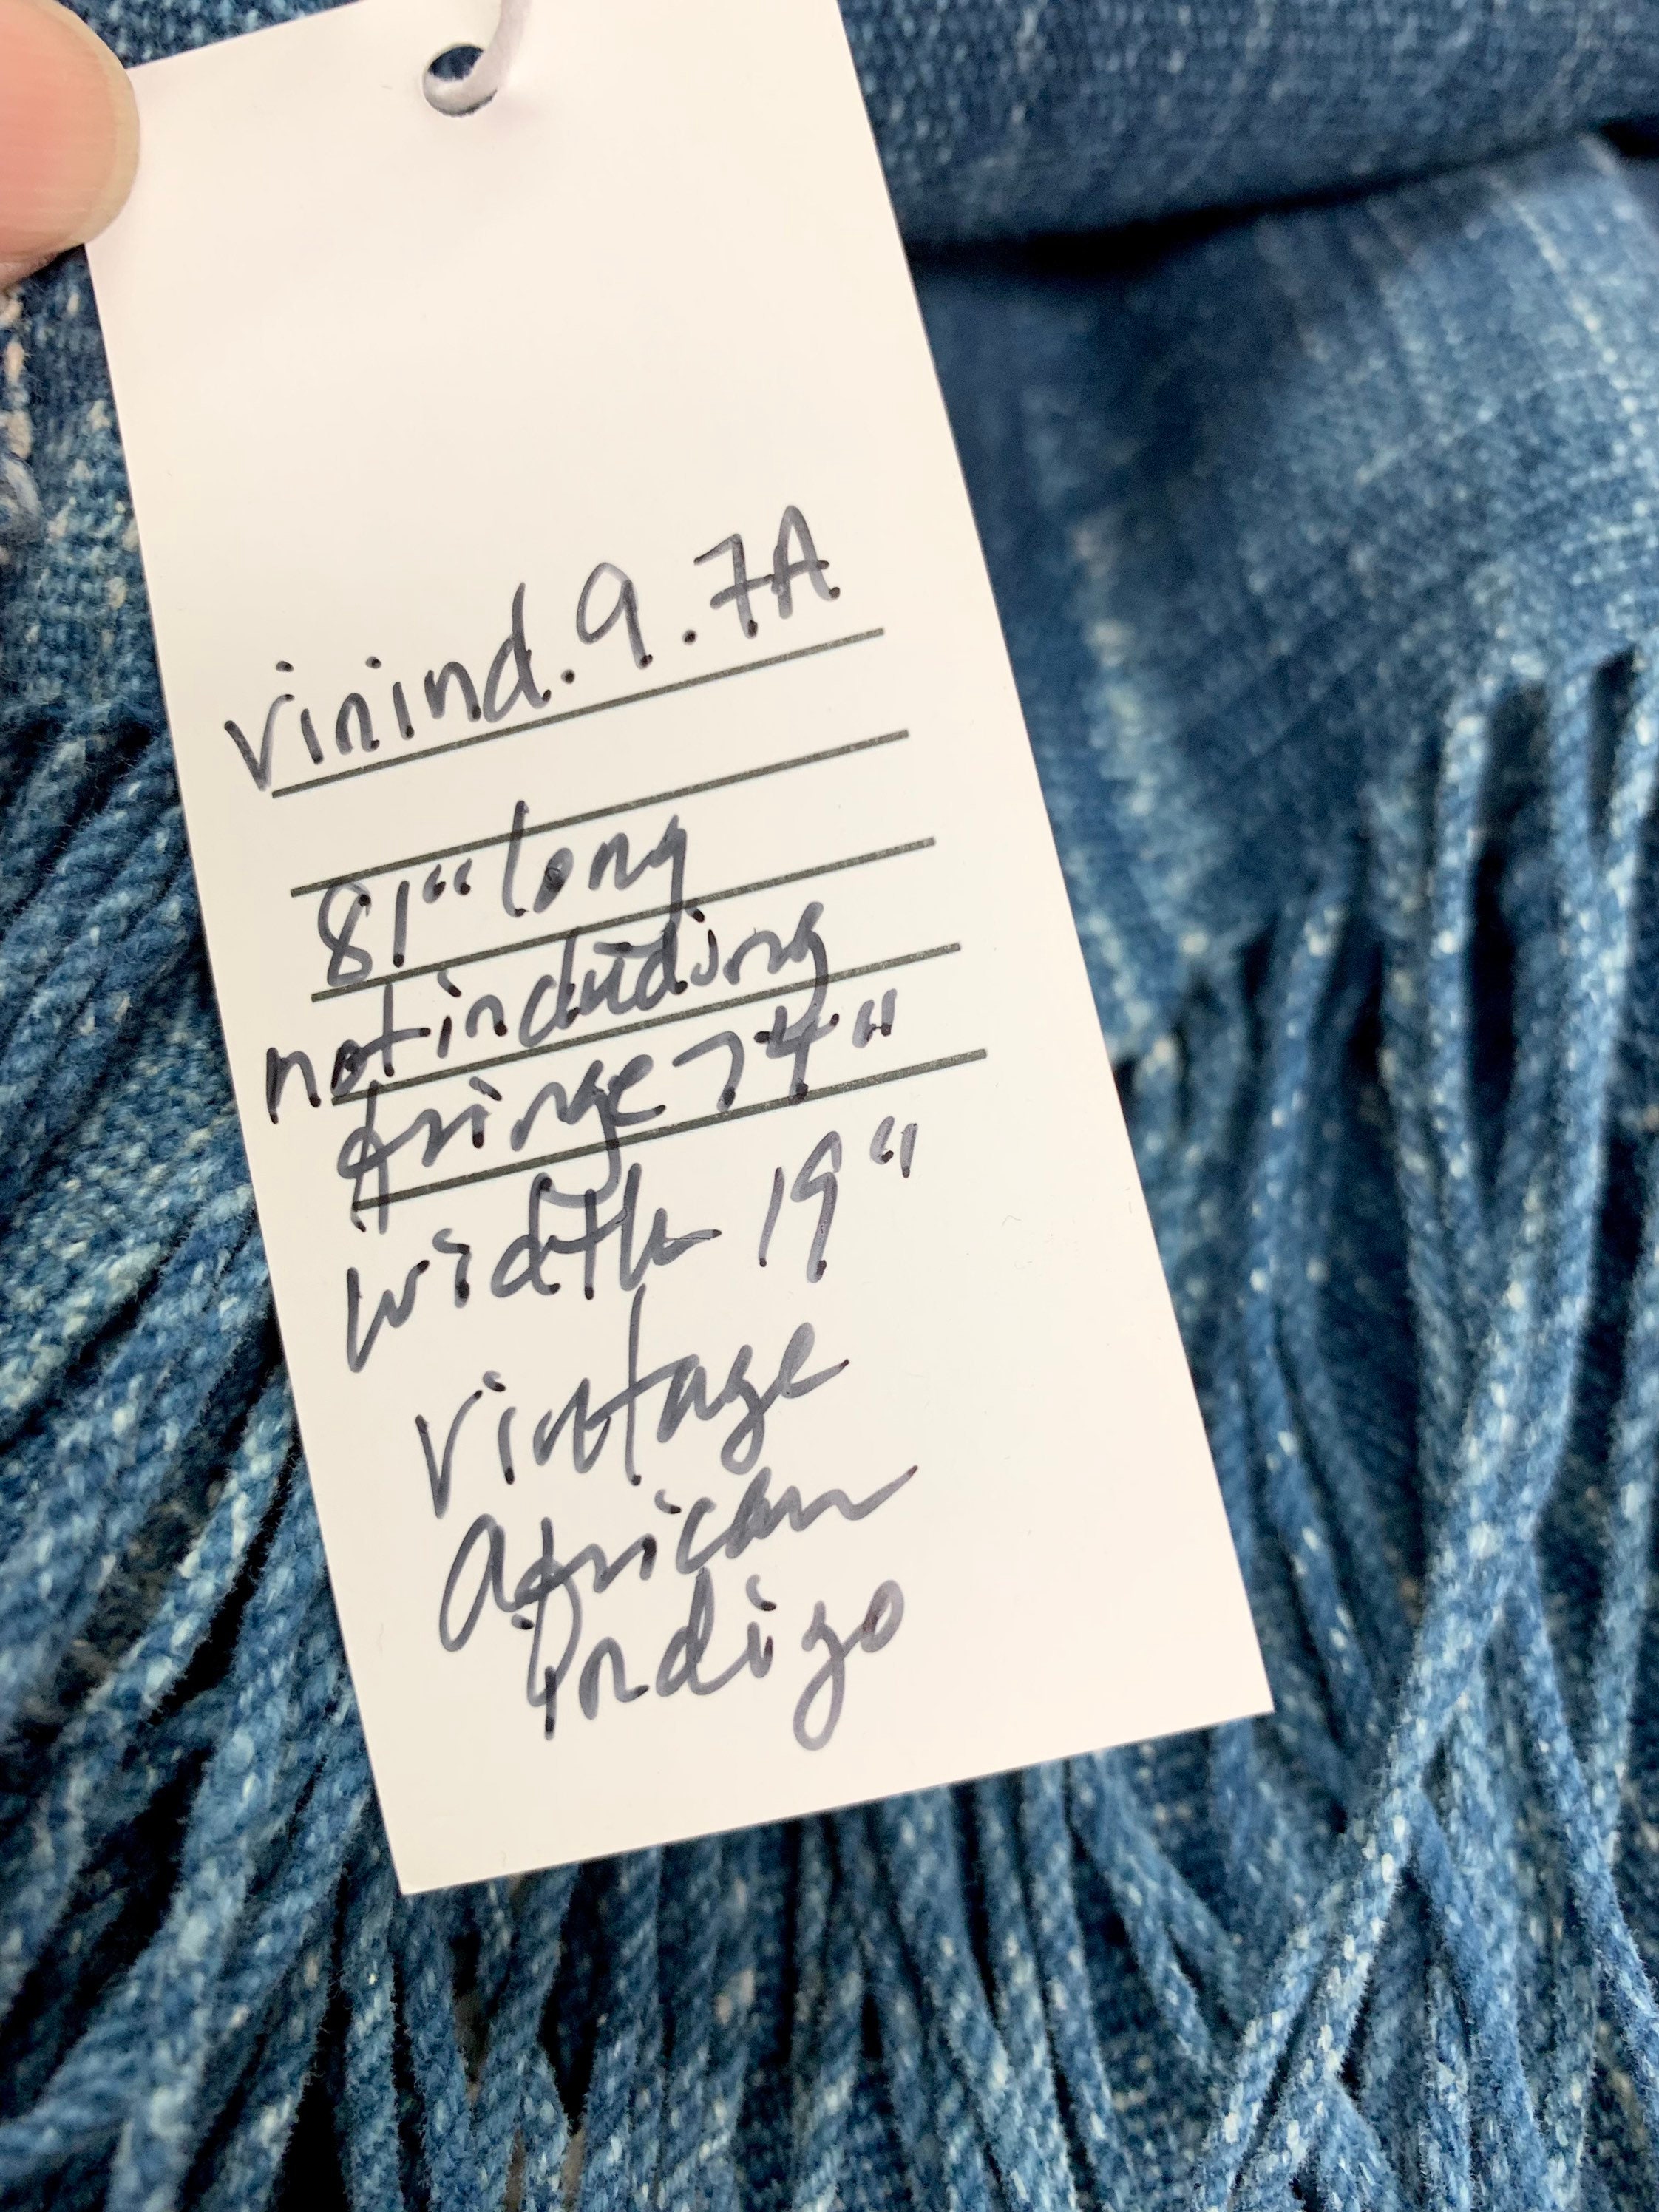 vinind.9.7A
81" long
not including
fringe 74"
width 19"
vintage
african
indigo